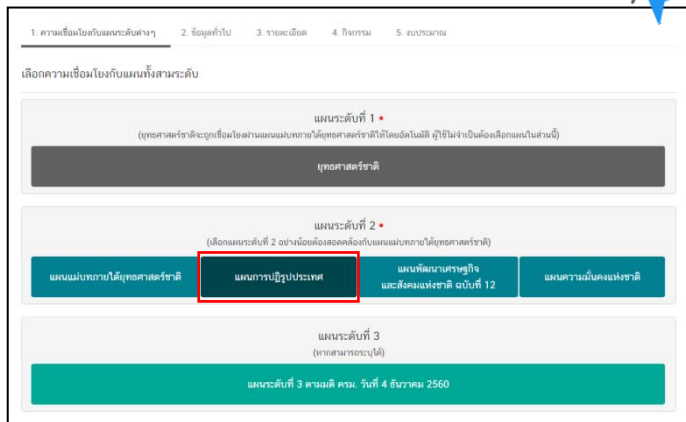 1. ความเชื่อมโยงกับแผนระดับต่างๆ 2. ข้อมูลทั่วไป 3. รายละเอียด 4. กิจกรรม 5. งบประมาณ
เลือกความเชื่อมโยงกับแผนทั้งสามระดับ
แผนระดับที่ 1 •
(ยุทธศาสตร์ชาติจะถูกเชื่อมโยงผ่านแผนแม่บทภายใต้ยุทธศาสตร์ชาติให้โดยอัตโนมัติ ผู้ใช้ไม่จำเป็นต้องเลือกแผนในส่วนนี้)
ยุทธศาสตร์ชาติ
แผนระดับที่ 2 •
(เลือกแผนระดับที่ 2 อย่างน้อยต้องสอดคล้องกับแผนแม่บทภายใต้ยุทธศาสตร์ชาติ)
แผนแม่บทภายใต้ยุทธศาสตร์ชาติ
แผนการปฏิรูปประเทศ
แผนพัฒนาเศรษฐกิจ
และสังคมแห่งชาติ ฉบับที่ 12
แผนความมั่นคงแห่งชาติ
แผนระดับที่ 3
(หากสามารถระบุได้)
แผนระดับที่ 3 ตามมติ ครม. วันที่ 4 ธันวาคม 2560